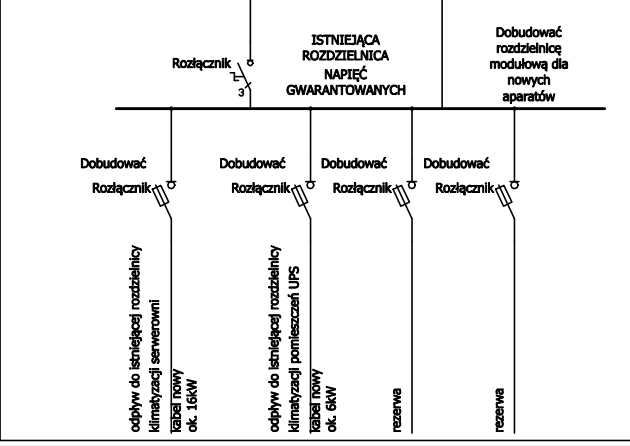 ISTNIEJĄCA
ROZDZIELNICA
NAPIĘĆ
GWARANTOWANYCH
Dobudować
rozdzielnicę
modułową dla
nowych
aparatów
Rozłącznik
3
Dobudować
Rozłącznik
Dobudować
Rozłącznik
Dobudować
Rozłącznik
Dobudować
Rozłącznik
odpływ do istniejącej rozdzielnicy
klimatyzacji serwerowni
kabel nowy
ok. 16kW
odpływ do istniejącej rozdzielnicy
klimatyzacji pomieszczeń UPS
kabel nowy
ok. 6kW
rezerwa
rezerwa